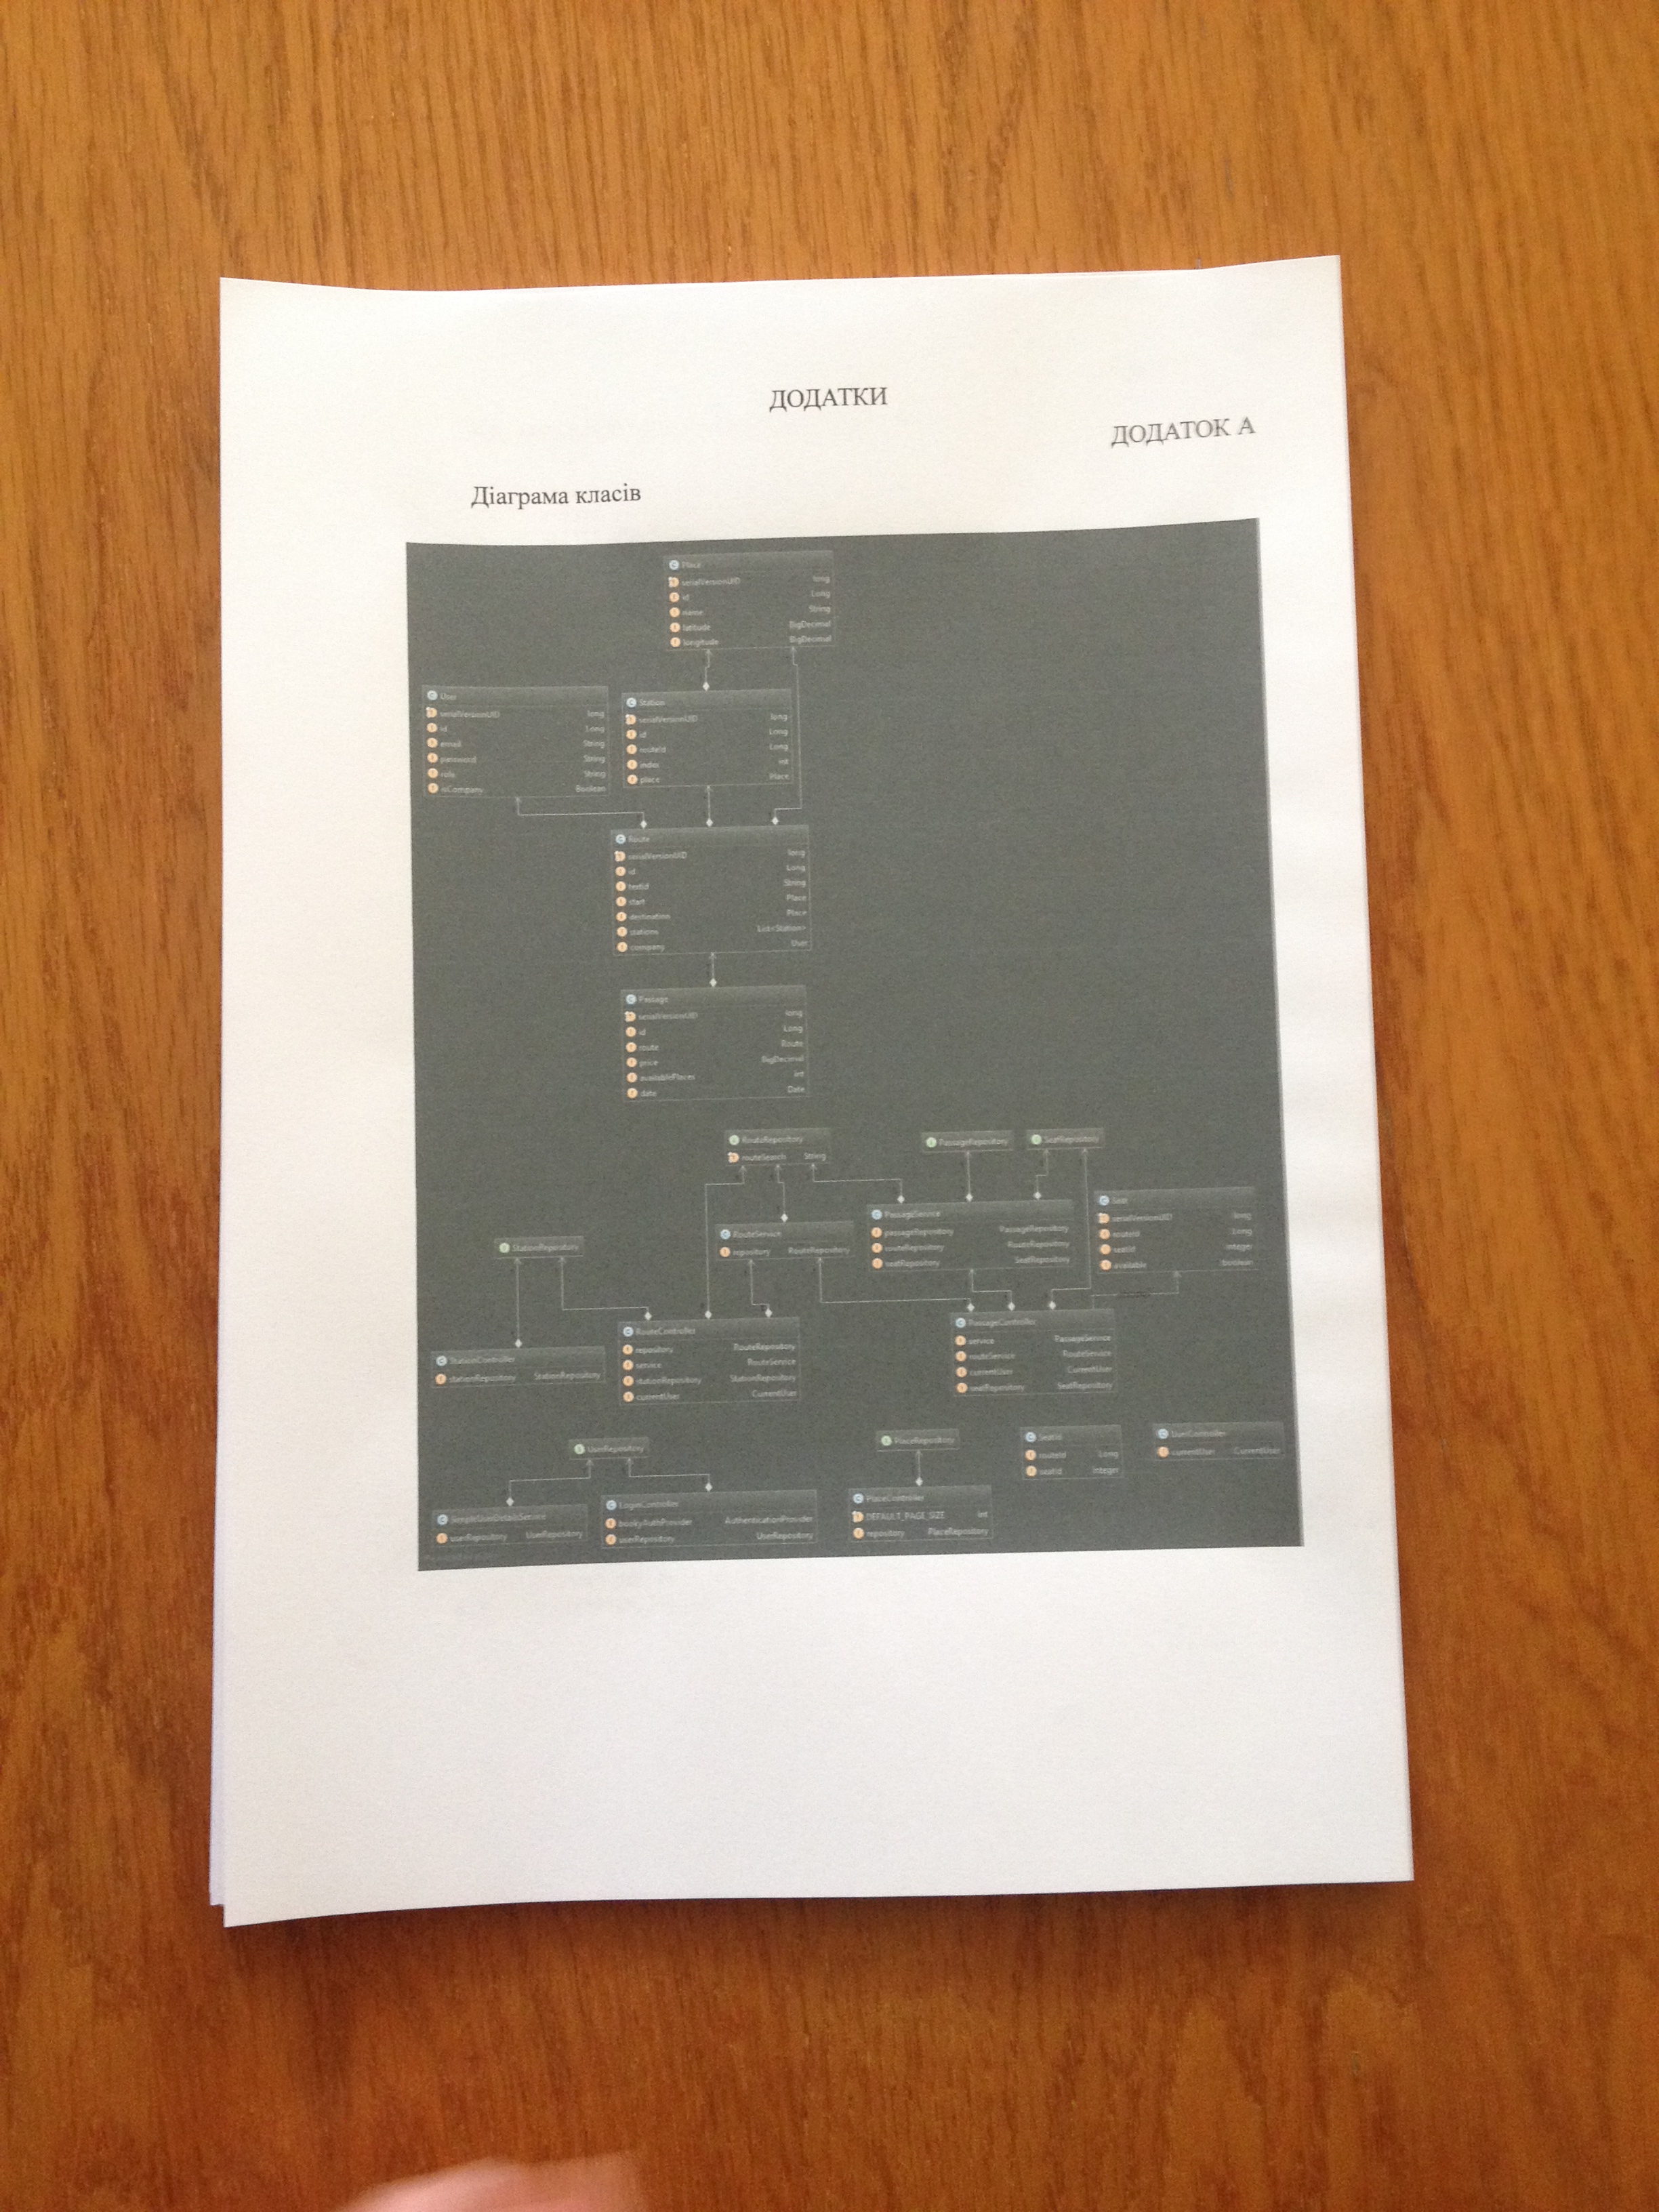 ДОДАТКИ
ДОДАТОК А
Діаграма класів
Place
serialVersionUID long
id Long
name String
latitude BigDecimal
longitude BigDecimal
User
serialVersionUID long
id Long
email String
password String
role String
isCompany Boolean
Station
serialVersionUID long
id Long
routeId Long
index int
place Place
Route
serialVersionUID long
id Long
textId String
start Place
destination Place
stations List<Station>
company User
Passage
serialVersionUID long
id Long
route Route
price BigDecimal
availablePlaces int
date Date
RouteRepository
routeSearch String
PassageRepository
SeatRepository
StationRepository
RouteService
repository RouteRepository
PassageService
passageRepository PassageRepository
routeRepository RouteRepository
seatRepository SeatRepository
Seat
serialVersionUID long
routeId Long
seatId Integer
available boolean
StationController
stationRepository StationRepository
RouteController
repository RouteRepository
service RouteService
stationRepository StationRepository
currentUser CurrentUser
PassageController
service PassageService
routeService RouteService
currentUser CurrentUser
seatRepository SeatRepository
UserRepository
PlaceRepository
SeatId
routeId Long
seatId Integer
UserController
currentUser CurrentUser
SimpleUserDetailsService
userRepository UserRepository
LoginController
bookyAuthProvider AuthenticationProvider
userRepository UserRepository
PlaceController
DEFAULT_PAGE_SIZE int
repository PlaceRepository